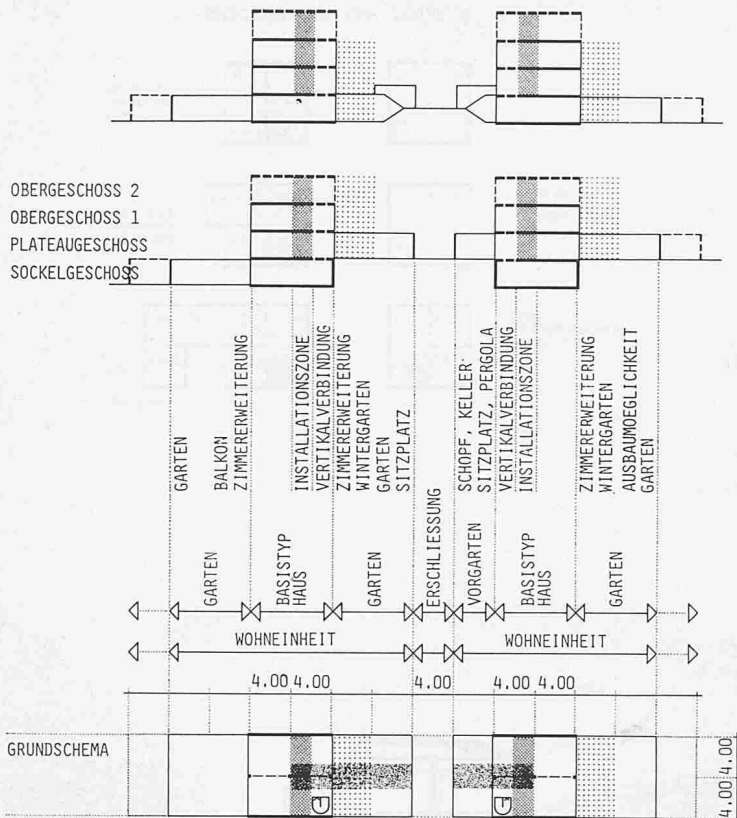 OBERGESCHOSS 2
OBERGESCHOSS 1
PLATEAUGESCHOSS
SOCKELGESCHOSS
GARTEN
BALKON
ZIMMERERWEITERUNG
INSTALLATIONSZONE
VERTIKALVERBINDUNG
ZIMMERERWEITERUNG
WINTERGARTEN
GARTEN
SITZPLATZ
SCHOPF, KELLER
SITZPLATZ, PERGOLA
VERTIKALVERBINDUNG
INSTALLATIONSZONE
ZIMMERERWEITERUNG
WINTERGARTEN
AUSBAUMOEGLICHKEIT
GARTEN
GARTEN
BASISTYP
HAUS
GARTEN
ERSCHLIESSUNG
VORGARTEN
BASISTYP
HAUS
GARTEN
WOHNEINHEIT
WOHNEINHEIT
4.00 4.00 4.00 4.00 4.00
GRUNDSCHEMA
4.00 4.00